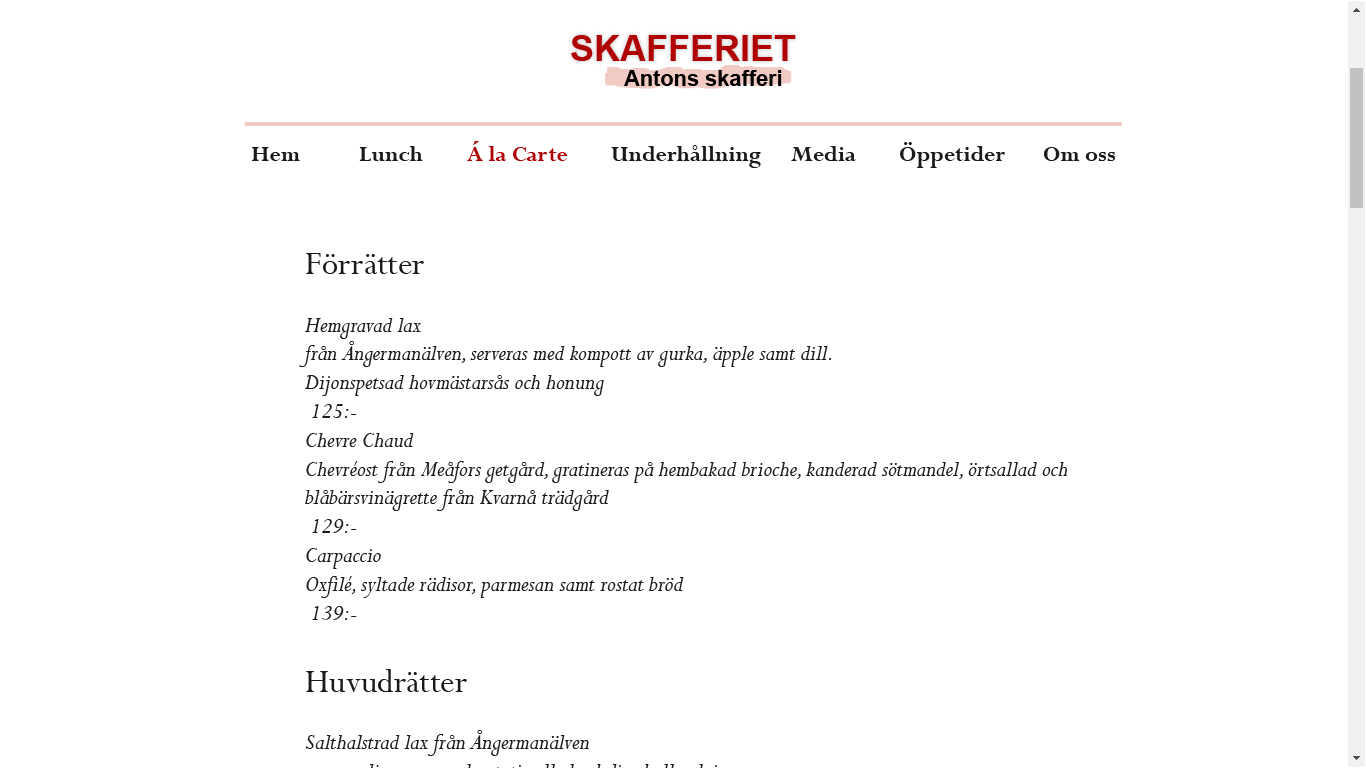 SKAFFERIET
Antons skafferi
Hem Lunch Á la Carte Underhållning Media Öppetider Om oss
Förrätter
Hemgravad lax
från Ångermanälven, serveras med kompott av gurka, äpple samt dill.
Dijonspetsad hovmästarsås och honung
125:-
Chevre Chaud
Chevréost från Meåfors getgård, gratineras på hembakad brioche, kanderad sötmandel, örtsallad och
blåbärsvinägrette från Kvarnå trädgård
129:-
Carpaccio
Oxfilé, syltade rädisor, parmesan samt rostat bröd
139:-
Huvudrätter
Salthalstrad lax från Ångermanälven